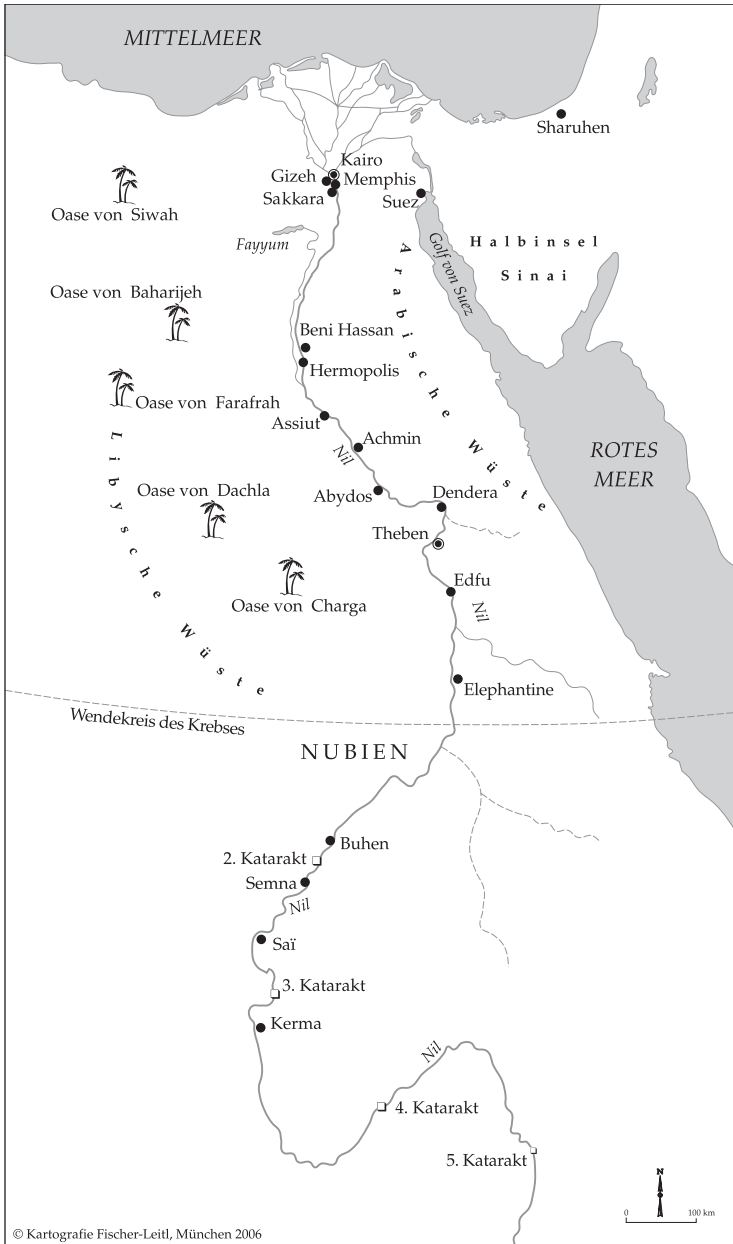 MITTELMEER
Sharuhen
Kairo
Gizeh
Memphis
Sakkara
Suez
Oase von Siwah
Fayyum
Golf von Suez
Halbinsel
Sinai
Arabische Wüste
Oase von Baharijeh
Beni Hassan
Hermopolis
Oase von Farafrah
Assiut
Achmin
Nil
ROTES
MEER
Libysche Wüste
Oase von Dachla
Abydos
Dendera
Theben
Oase von Charga
Edfu
Nil
Elephantine
Wendekreis des Krebses
NUBIEN
Buhen
2. Katarakt
Semna
Nil
Saï
3. Katarakt
Kerma
Nil
4. Katarakt
5. Katarakt
N
0 100 km
© Kartografie Fischer-Leitl, München 2006